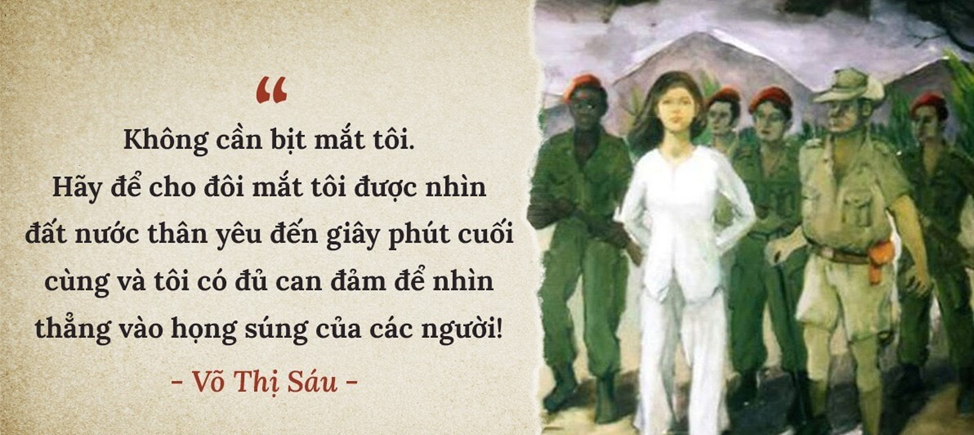 “
Không cần bịt mắt tôi.
Hãy để cho đôi mắt tôi được nhìn
đất nước thân yêu đến giây phút cuối
cùng và tôi có đủ can đảm để nhìn
thẳng vào họng súng của các người!
- Võ Thị Sáu -